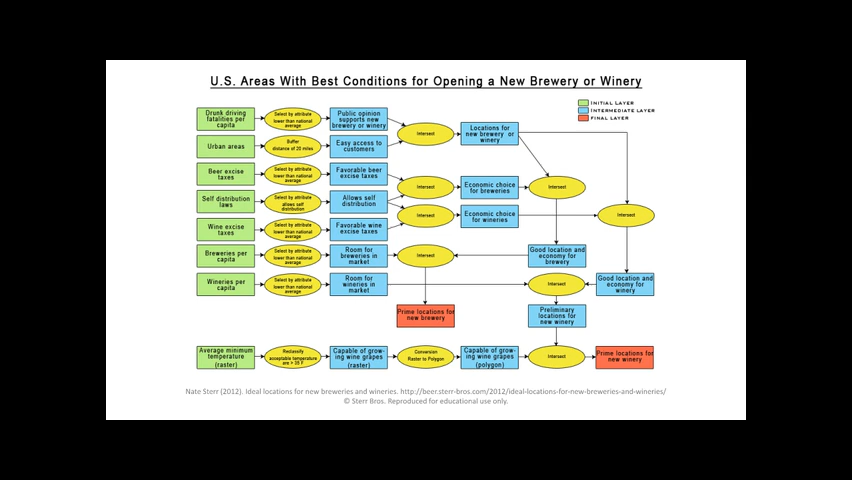 U.S. Areas With Best Conditions for Opening a New Brewery or Winery
INITIAL LAYER
INTERMEDIATE LAYER
FINAL LAYER
Drunk driving
fatalities per
capita
Select by attribute
lower than national
average
Public opinion
supports new
brewery or winery
Intersect
Locations for
new brewery or
winery
Urban areas
Buffer
distance of 20 miles
Easy access to
customers
Beer excise
taxes
Select by attribute
lower than national
average
Favorable beer
excise taxes
Intersect
Economic choice
for breweries
Intersect
Self distribution
laws
Select by attribute
allows self
distribution
Allows self
distribution
Intersect
Economic choice
for wineries
Intersect
Wine excise
taxes
Select by attribute
lower than national
average
Favorable wine
excise taxes
Breweries per
capita
Select by attribute
lower than national
average
Room for
breweries in
market
Intersect
Good location and
economy for
brewery
Wineries per
capita
Select by attribute
lower than national
average
Room for
wineries in
market
Intersect
Good location and
economy for
winery
Prime locations for
new brewery
Preliminary
locations for
new winery
Average minimum
temperature
(raster)
Reclassify
acceptable temperature
are > 35 F
Capable of grow-
ing wine grapes
(raster)
Conversion
Raster to Polygon
Capable of grow-
ing wine grapes
(polygon)
Intersect
Prime locations for
new winery
Nate Sterr (2012). Ideal locations for new breweries and wineries. http://beer.sterr-bros.com/2012/ideal-locations-for-new-breweries-and-wineries/
© Sterr Bros. Reproduced for educational use only.